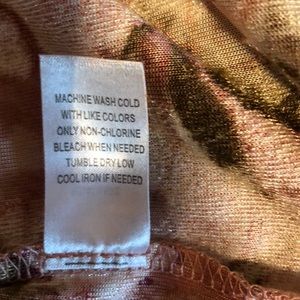 MACHINE WASH COLD
WITH LIKE COLORS
ONLY NON-CHLORINE
BLEACH WHEN NEEDED
TUMBLE DRY LOW
COOL IRON IF NEEDED